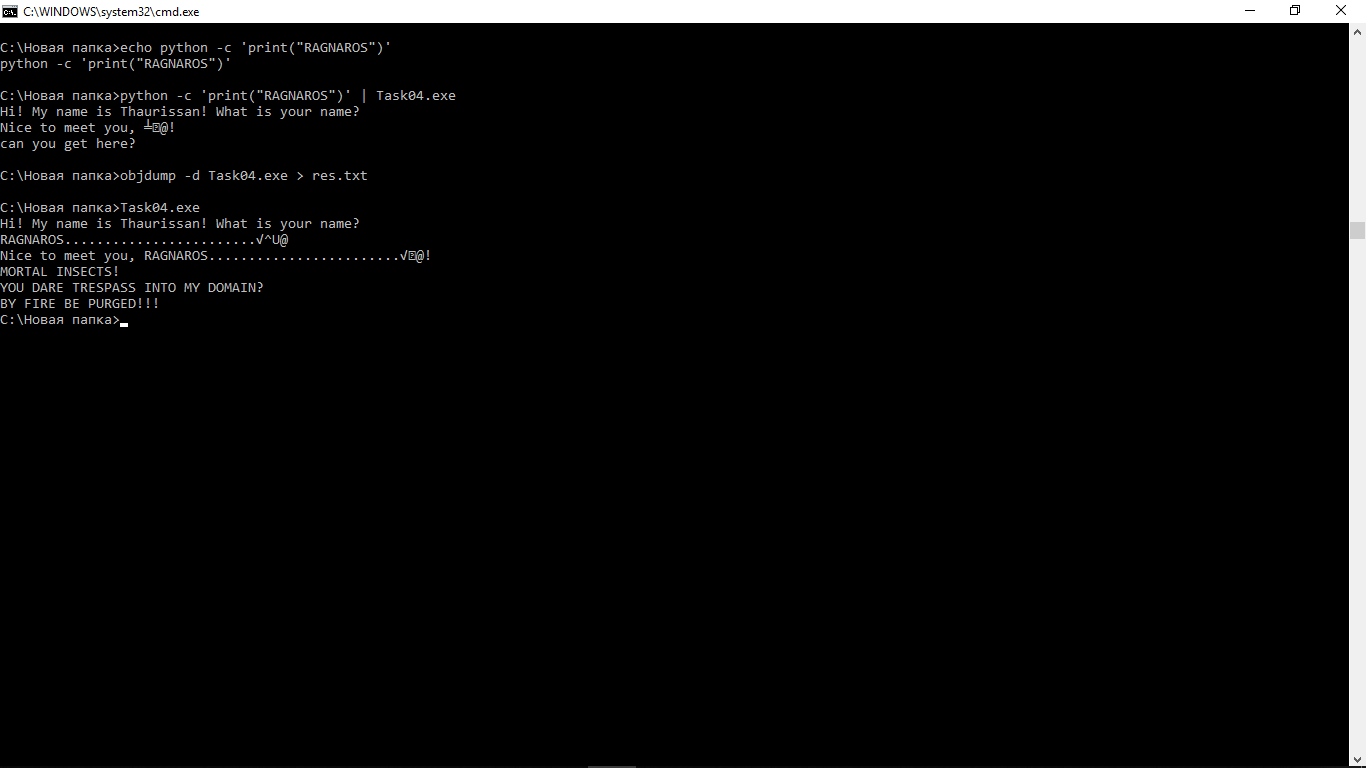 C:\WINDOWS\system32\cmd.exe
C:\Новая папка>echo python -c 'print("RAGNAROS")'
python -c 'print("RAGNAROS")'
C:\Новая папка>python -c 'print("RAGNAROS")' | Task04.exe
Hi! My name is Thaurissan! What is your name?
Nice to meet you, ╧⍰@!
can you get here?
C:\Новая папка>objdump -d Task04.exe > res.txt
C:\Новая папка>Task04.exe
Hi! My name is Thaurissan! What is your name?
RAGNAROS........................√^U@
Nice to meet you, RAGNAROS........................√⍰@!
MORTAL INSECTS!
YOU DARE TRESPASS INTO MY DOMAIN?
BY FIRE BE PURGED!!!
C:\Новая папка>